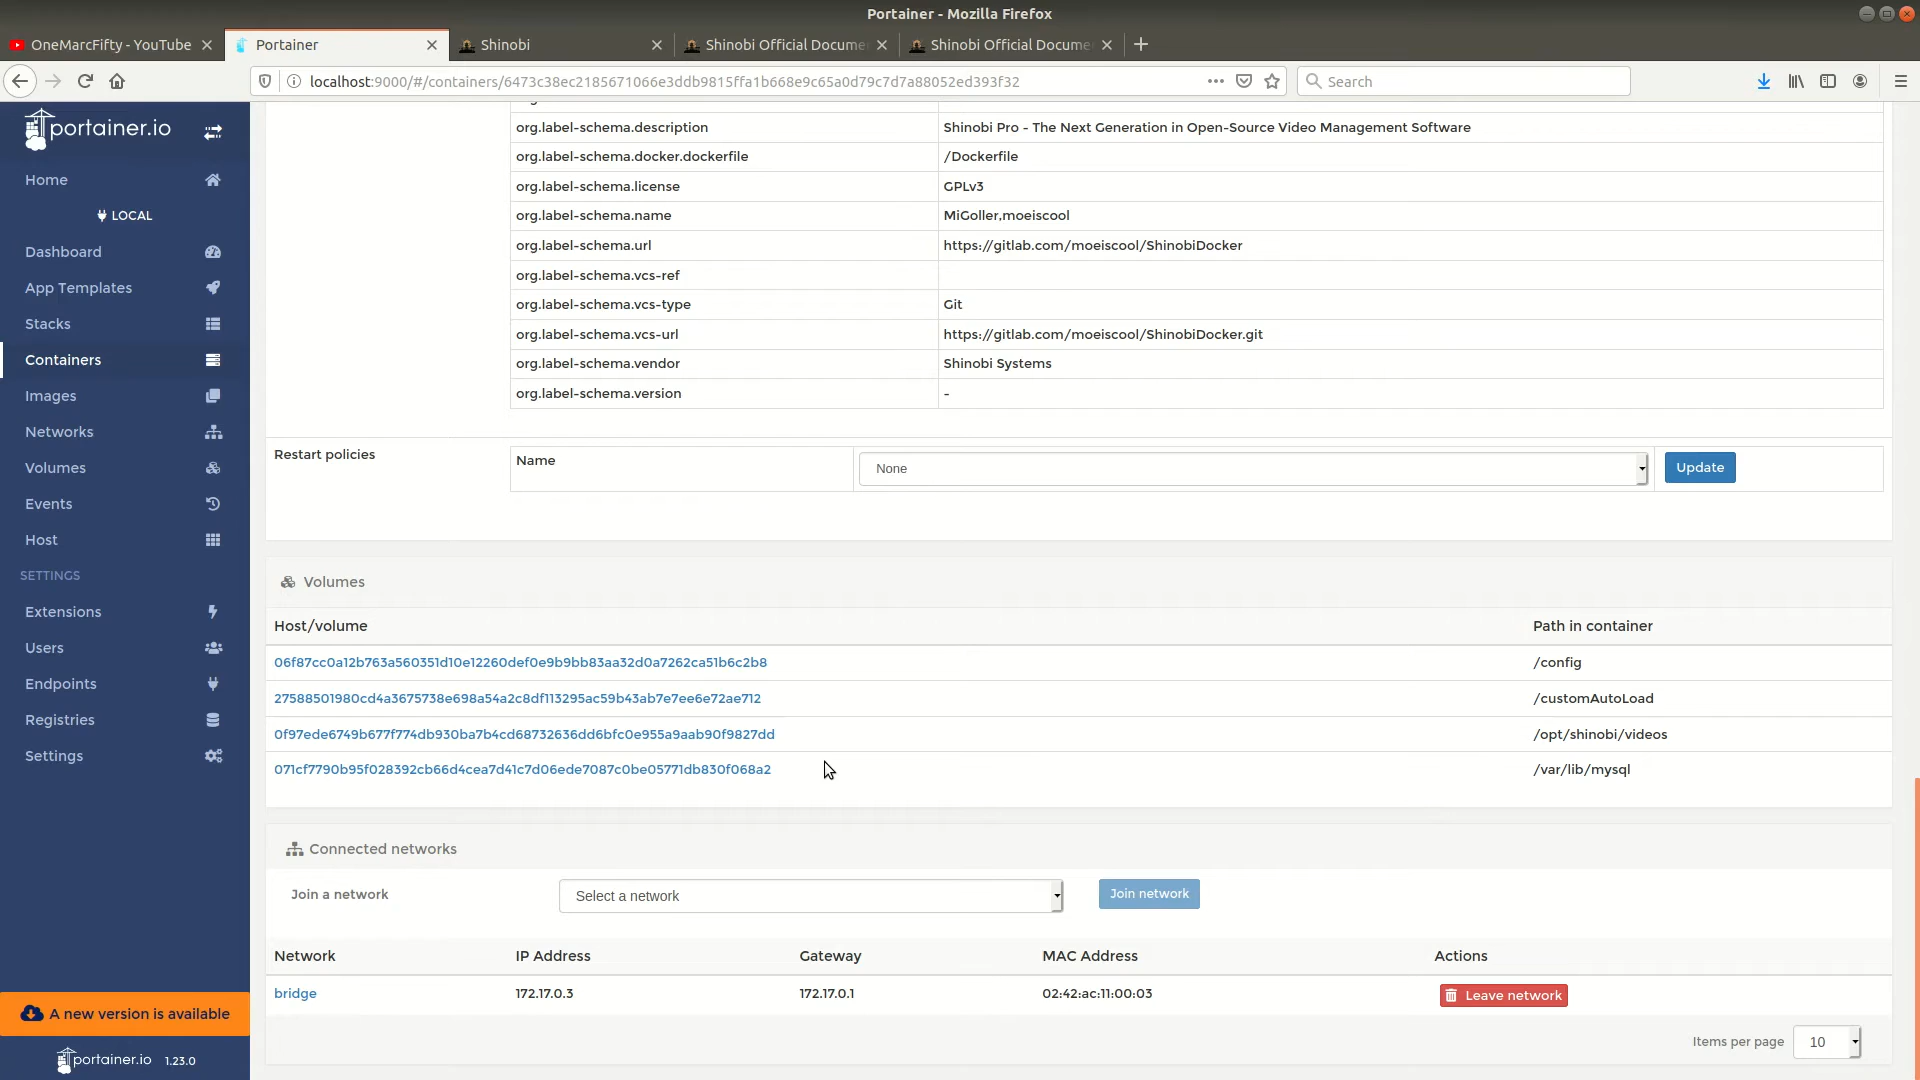 Portainer - Mozilla Firefox
OneMarcFifty - YouTube
Portainer
Shinobi
Shinobi Official Docume
Shinobi Official Docume
localhost:9000/#/containers/6473c38ec2185671066e3ddb9815ffa1b668e9c65a0d79c7d7a88052ed393f32
Search
portainer.io
Home
LOCAL
Dashboard
App Templates
Stacks
Containers
Images
Networks
Volumes
Events
Host
SETTINGS
Extensions
Users
Endpoints
Registries
Settings
A new version is available
portainer.io 1.23.0
org.label-schema.description Shinobi Pro - The Next Generation in Open-Source Video Management Software
org.label-schema.docker.dockerfile /Dockerfile
org.label-schema.license GPLv3
org.label-schema.name MiGoller,moeiscool
org.label-schema.url https://gitlab.com/moeiscool/ShinobiDocker
org.label-schema.vcs-ref
org.label-schema.vcs-type Git
org.label-schema.vcs-url https://gitlab.com/moeiscool/ShinobiDocker.git
org.label-schema.vendor Shinobi Systems
org.label-schema.version -
Restart policies Name None Update
Volumes
Host/volume Path in container
06f87cc0a12b763a560351d10e12260def0e9b9bb83aa32d0a7262ca51b6c2b8 /config
27588501980cd4a3675738e698a54a2c8df113295ac59b43ab7e7ee6e72ae712 /customAutoLoad
0f97ede6749b677f774db930ba7b4cd68732636dd6bfc0e955a9aab90f9827dd /opt/shinobi/videos
071cf7790b95f028392cb66d4cea7d41c7d06ede7087c0be05771db830f068a2 /var/lib/mysql
Connected networks
Join a network Select a network Join network
Network IP Address Gateway MAC Address Actions
bridge 172.17.0.3 172.17.0.1 02:42:ac:11:00:03 Leave network
Items per page 10